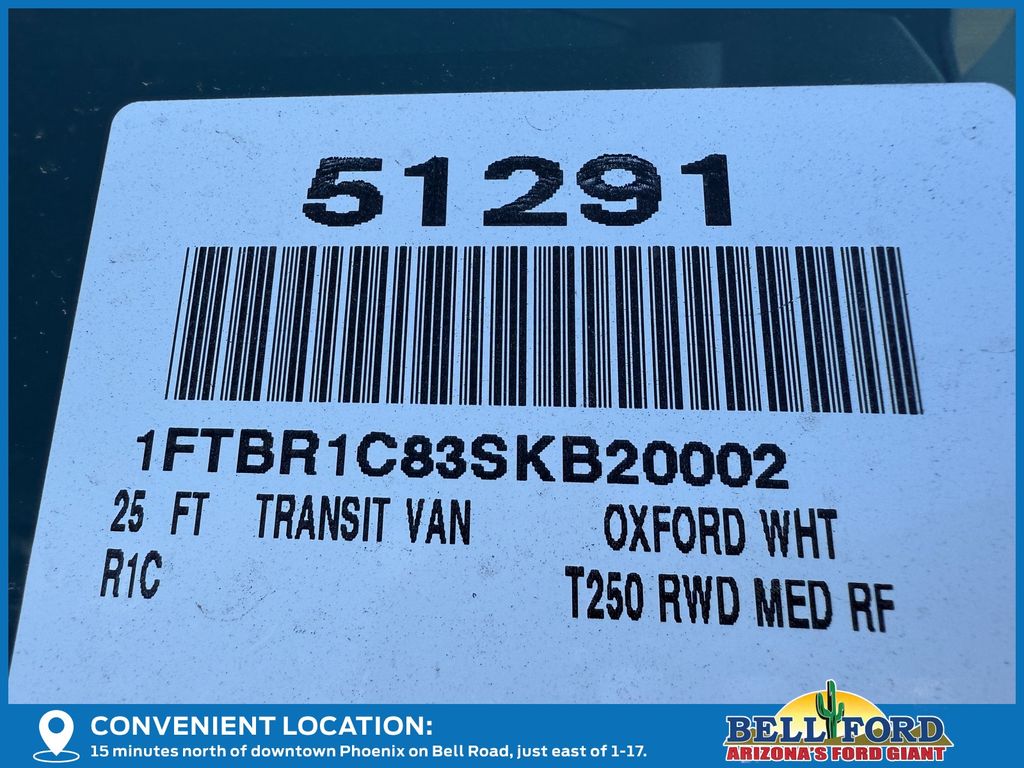 51291
1FTBR1C83SKB20002
25 FT TRANSIT VAN OXFORD WHT
R1C T250 RWD MED RF
CONVENIENT LOCATION:
15 minutes north of downtown Phoenix on Bell Road, just east of 1-17.
BELL FORD
ARIZONA'S FORD GIANT